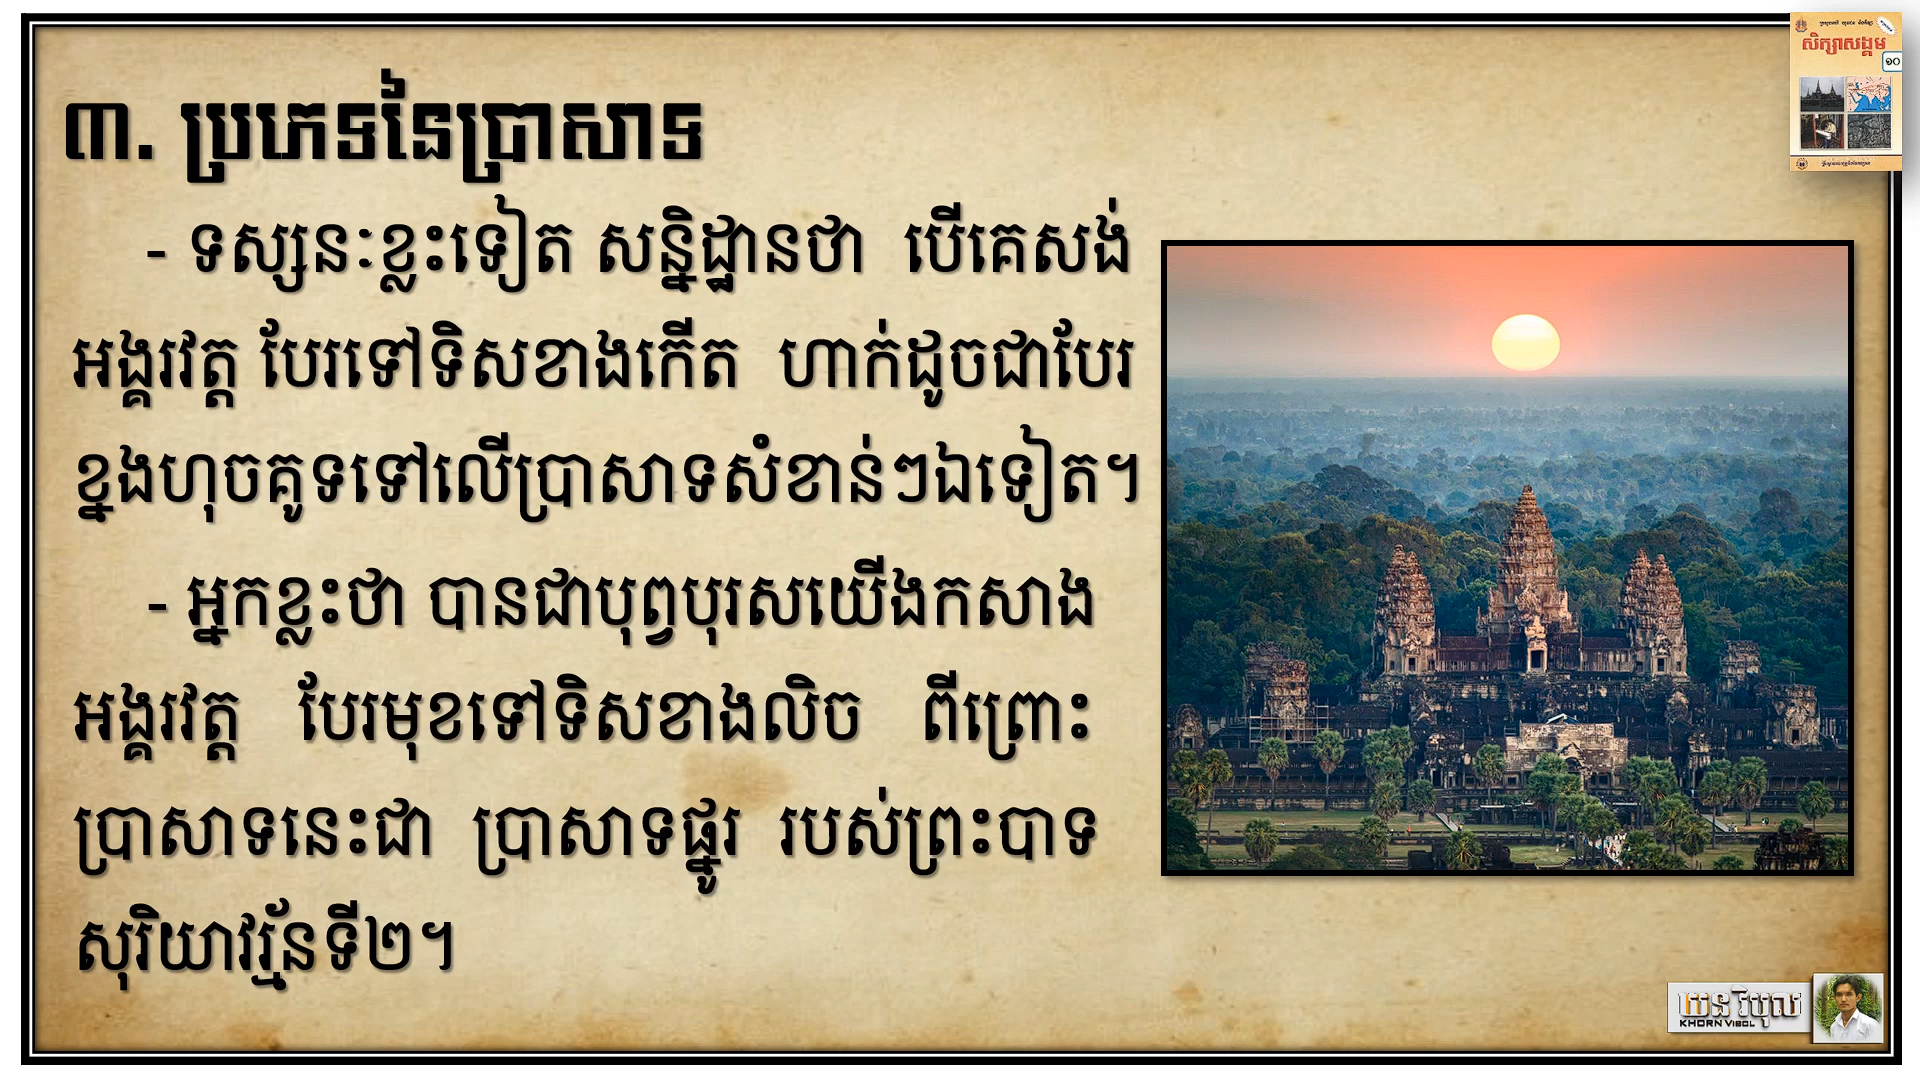 សិក្សាសង្គម
១០
៣. ប្រភេទនៃប្រាសាទ
- ទស្សនៈខ្លះទៀត សន្និដ្ឋានថា បើគេសង់
អង្គរវត្ត បែរទៅទិសខាងកើត ហាក់ដូចជាបែរ
ខ្នងហុចគូទទៅលើប្រាសាទសំខាន់ៗឯទៀត។
- អ្នកខ្លះថា បានជាបុព្វបុរសយើងកសាង
អង្គរវត្ត បែរមុខទៅទិសខាងលិច ពីព្រោះ
ប្រាសាទនេះជា ប្រាសាទផ្នូរ របស់ព្រះបាទ
សុរិយាវរ្ម័នទី២។
ឃន វិបុល
KHORN VIBOL